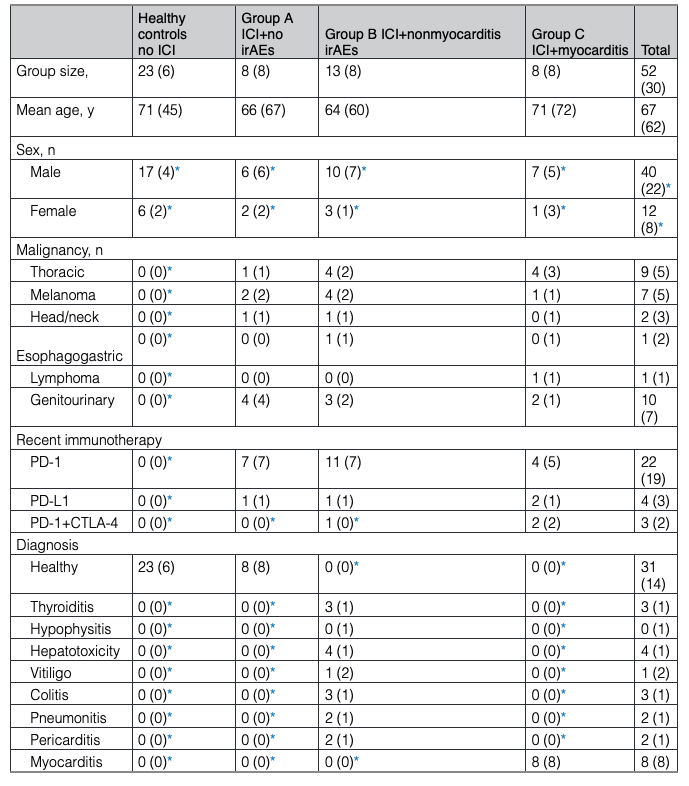 Healthy controls no ICI | Group A ICI+no irAEs | Group B ICI+nonmyocarditis irAEs | Group C ICI+myocarditis | Total
Group size, | 23 (6) | 8 (8) | 13 (8) | 8 (8) | 52 (30)
Mean age, y | 71 (45) | 66 (67) | 64 (60) | 71 (72) | 67 (62)
Sex, n
Male | 17 (4)* | 6 (6)* | 10 (7)* | 7 (5)* | 40 (22)*
Female | 6 (2)* | 2 (2)* | 3 (1)* | 1 (3)* | 12 (8)*
Malignancy, n
Thoracic | 0 (0)* | 1 (1) | 4 (2) | 4 (3) | 9 (5)
Melanoma | 0 (0)* | 2 (2) | 4 (2) | 1 (1) | 7 (5)
Head/neck | 0 (0)* | 1 (1) | 1 (1) | 0 (1) | 2 (3)
Esophagogastric | 0 (0)* | 0 (0) | 1 (1) | 0 (1) | 1 (2)
Lymphoma | 0 (0)* | 0 (0) | 0 (0) | 1 (1) | 1 (1)
Genitourinary | 0 (0)* | 4 (4) | 3 (2) | 2 (1) | 10 (7)
Recent immunotherapy
PD-1 | 0 (0)* | 7 (7) | 11 (7) | 4 (5) | 22 (19)
PD-L1 | 0 (0)* | 1 (1) | 1 (1) | 2 (1) | 4 (3)
PD-1+CTLA-4 | 0 (0)* | 0 (0)* | 1 (0)* | 2 (2) | 3 (2)
Diagnosis
Healthy | 23 (6) | 8 (8) | 0 (0)* | 0 (0)* | 31 (14)
Thyroiditis | 0 (0)* | 0 (0)* | 3 (1) | 0 (0)* | 3 (1)
Hypophysitis | 0 (0)* | 0 (0)* | 0 (1) | 0 (0)* | 0 (1)
Hepatotoxicity | 0 (0)* | 0 (0)* | 4 (1) | 0 (0)* | 4 (1)
Vitiligo | 0 (0)* | 0 (0)* | 1 (2) | 0 (0)* | 1 (2)
Colitis | 0 (0)* | 0 (0)* | 3 (1) | 0 (0)* | 3 (1)
Pneumonitis | 0 (0)* | 0 (0)* | 2 (1) | 0 (0)* | 2 (1)
Pericarditis | 0 (0)* | 0 (0)* | 2 (1) | 0 (0)* | 2 (1)
Myocarditis | 0 (0)* | 0 (0)* | 0 (0)* | 8 (8) | 8 (8)